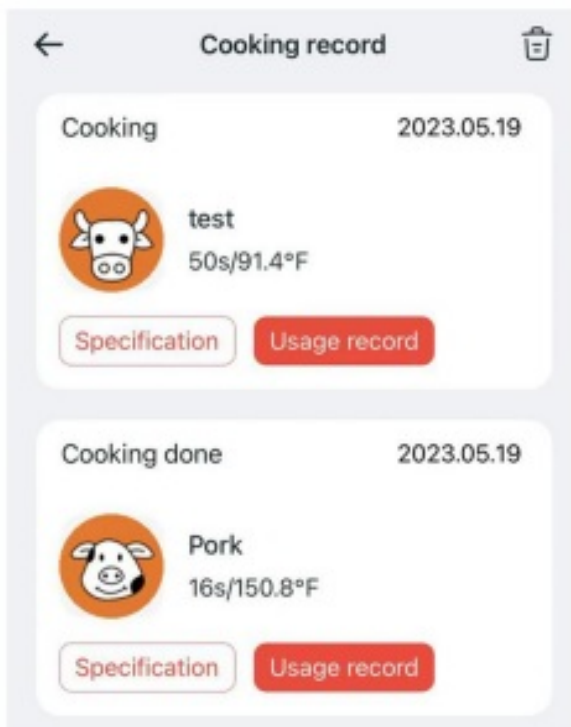 Cooking record
Cooking 2023.05.19
test
50s/91.4°F
Specification Usage record
Cooking done 2023.05.19
Pork
16s/150.8°F
Specification Usage record